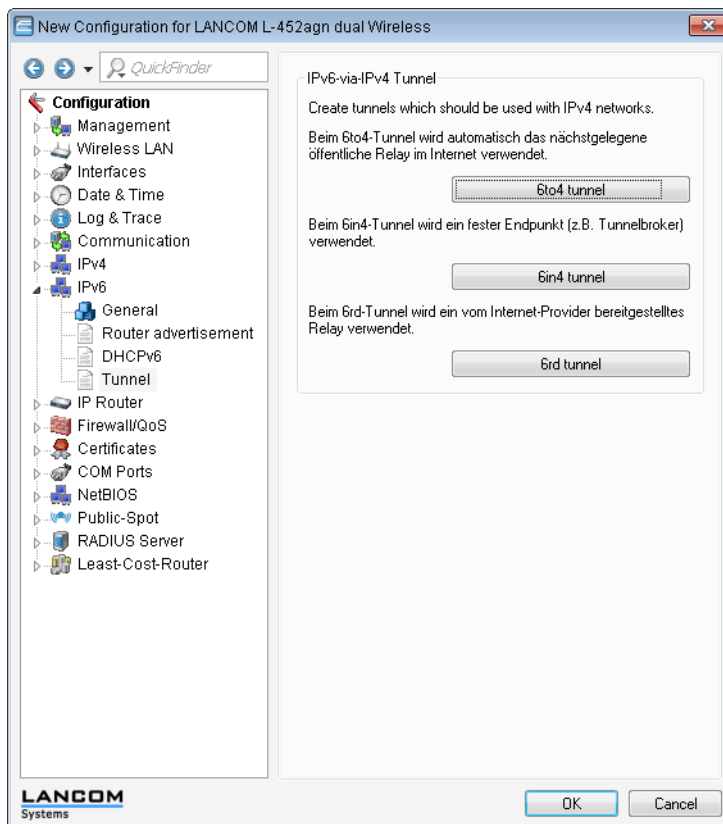 New Configuration for LANCOM L-452agn dual Wireless
QuickFinder
Configuration
Management
Wireless LAN
Interfaces
Date & Time
Log & Trace
Communication
IPv4
IPv6
General
Router advertisement
DHCPv6
Tunnel
IP Router
Firewall/QoS
Certificates
COM Ports
NetBIOS
Public-Spot
RADIUS Server
Least-Cost-Router
IPv6-via-IPv4 Tunnel
Create tunnels which should be used with IPv4 networks.
Beim 6to4-Tunnel wird automatisch das nächstgelegene
öffentliche Relay im Internet verwendet.
6to4 tunnel
Beim 6in4-Tunnel wird ein fester Endpunkt (z.B. Tunnelbroker)
verwendet.
6in4 tunnel
Beim 6rd-Tunnel wird ein vom Internet-Provider bereitgestelltes
Relay verwendet.
6rd tunnel
LANCOM
Systems
OK
Cancel